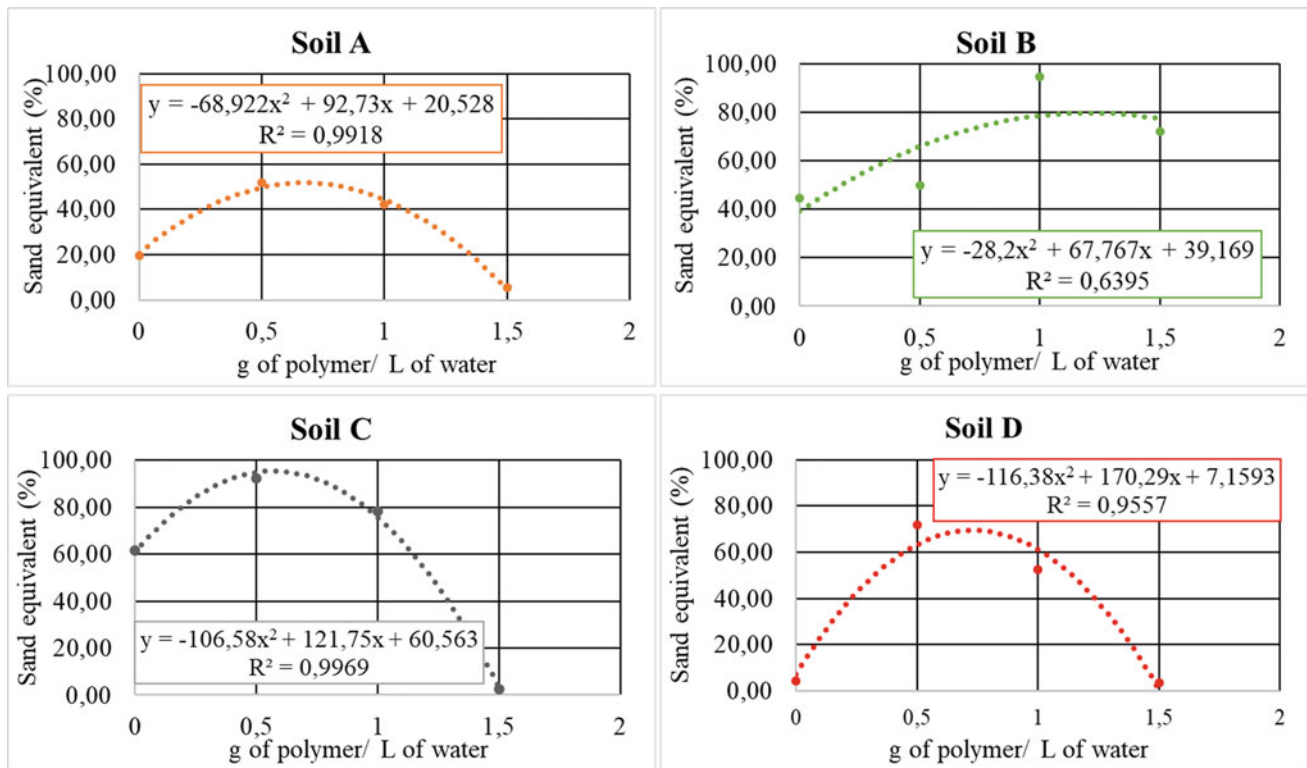 Soil A
Sand equivalent (%)
100,00
80,00
60,00
40,00
20,00
0,00
y = -68,922x² + 92,73x + 20,528
R² = 0,9918
0 0,5 1 1,5 2
g of polymer/ L of water
Soil B
Sand equivalent (%)
100,00
80,00
60,00
40,00
20,00
0,00
y = -28,2x² + 67,767x + 39,169
R² = 0,6395
0 0,5 1 1,5 2
g of polymer/ L of water
Soil C
Sand equivalent (%)
100,00
80,00
60,00
40,00
20,00
0,00
y = -106,58x² + 121,75x + 60,563
R² = 0,9969
0 0,5 1 1,5 2
g of polymer/ L of water
Soil D
Sand equivalent (%)
100,00
80,00
60,00
40,00
20,00
0,00
y = -116,38x² + 170,29x + 7,1593
R² = 0,9557
0 0,5 1 1,5 2
g of polymer/ L of water